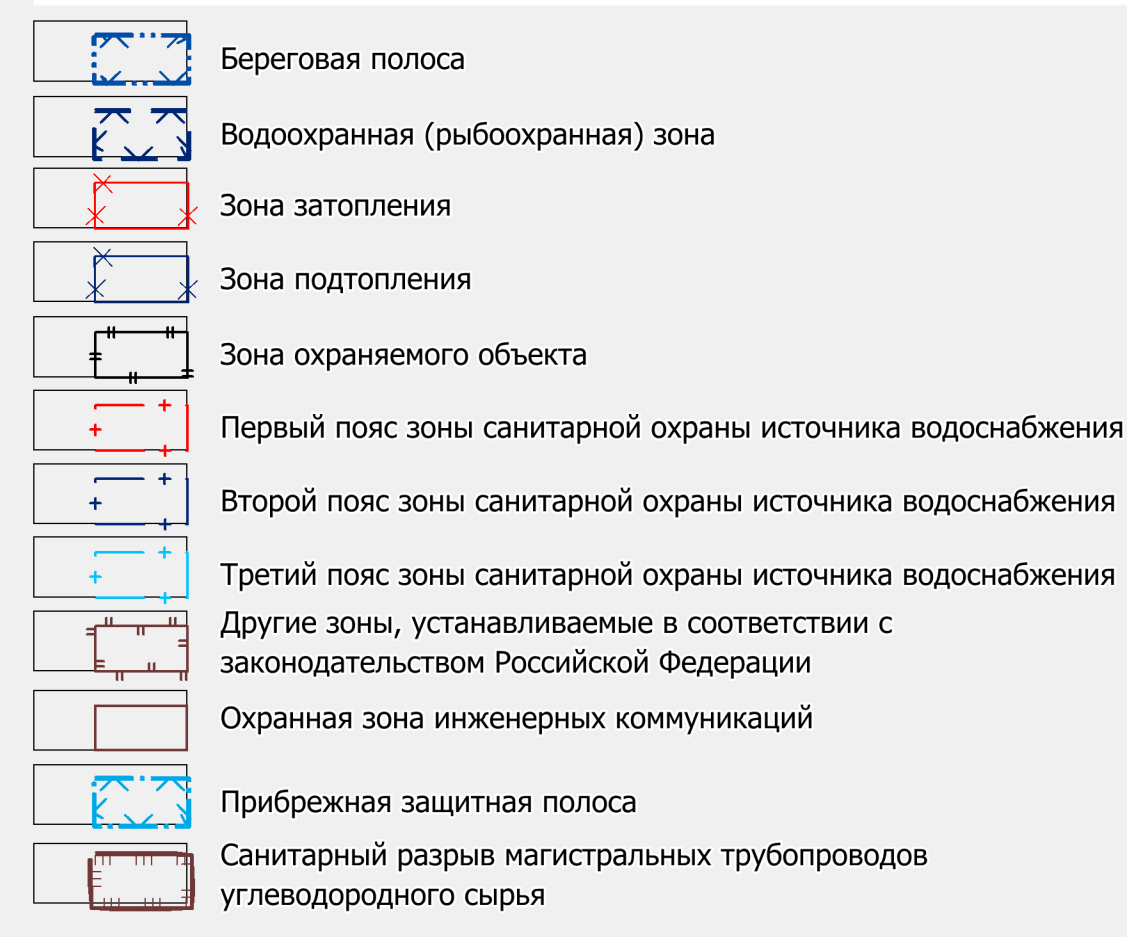 Береговая полоса
Водоохранная (рыбоохранная) зона
Зона затопления
Зона подтопления
Зона охраняемого объекта
Первый пояс зоны санитарной охраны источника водоснабжения
Второй пояс зоны санитарной охраны источника водоснабжения
Третий пояс зоны санитарной охраны источника водоснабжения
Другие зоны, устанавливаемые в соответствии с
законодательством Российской Федерации
Охранная зона инженерных коммуникаций
Прибрежная защитная полоса
Санитарный разрыв магистральных трубопроводов
углеводородного сырья